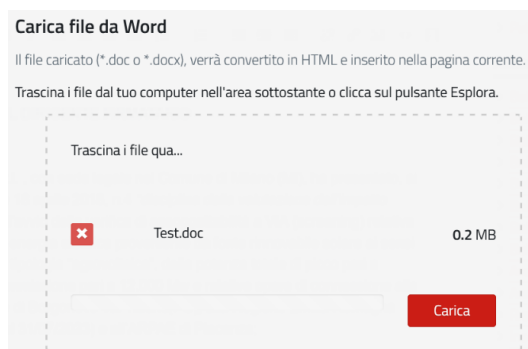 Carica file da Word
Il file caricato (*.doc o *.docx), verrà convertito in HTML e inserito nella pagina corrente.
Trascina i file dal tuo computer nell'area sottostante o clicca sul pulsante Esplora.
Trascina i file qua...
Test.doc 0.2 MB
Carica